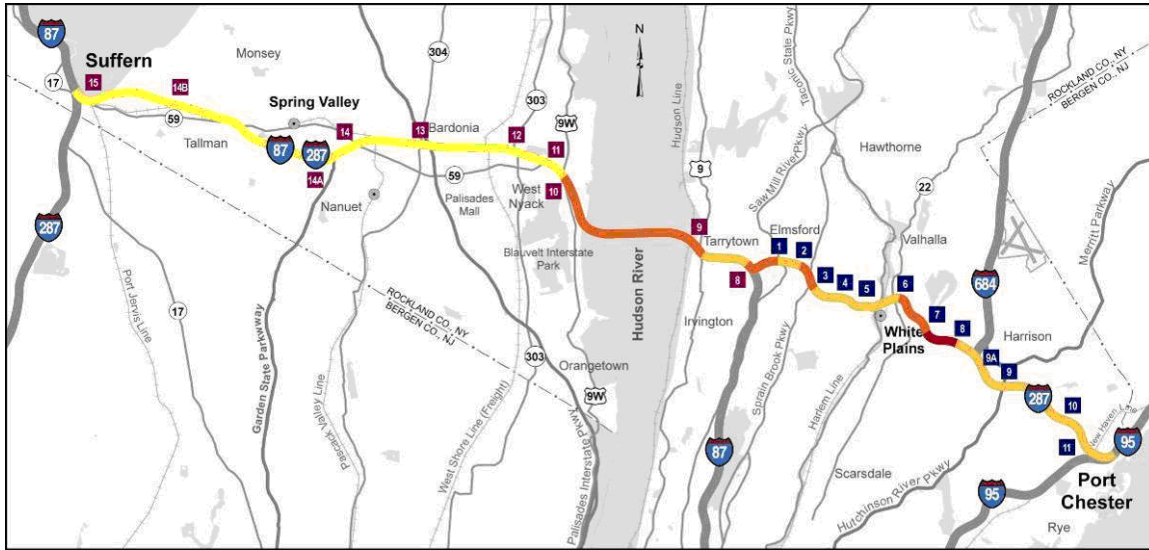 87
Suffern
17
15
14B
Monsey
59
Tallman
Spring Valley
14
87
287
14A
Nanuet
13
Bardonia
304
303
12
9W
11
59
Palisades
Mall
West
Nyack
10
Blauvelt Interstate
Park
Hudson River
N
Hudson Line
9
9
Tarrytown
8
Irvington
Saw Mill River Pkwy
Taconic State Pkwy
Elmsford
1
2
3
4
5
6
Hawthorne
22
Valhalla
White
Plains
7
8
684
Harrison
9A
9
287
10
11
New Haven Line
95
Port
Chester
Rye
95
Merritt Parkway
ROCKLAND CO., NY
BERGEN CO., NJ
287
Port Jervis Line
17
ROCKLAND CO., NY
BERGEN CO., NJ
Garden State Parkway
Pascack Valley Line
West Shore Line (Freight)
303
Orangetown
9W
Palisades Interstate Pkwy
87
Sprain Brook Pkwy
Harlem Line
Scarsdale
Hutchinson River Pkwy